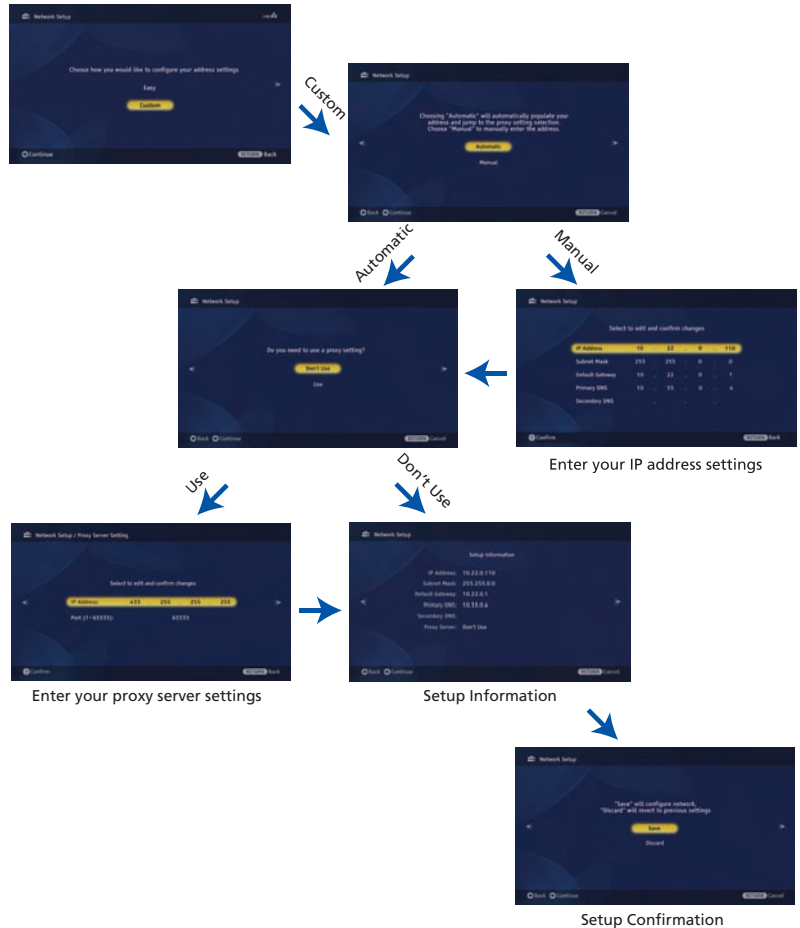 Network Setup
Choose how you would like to configure your address settings
Easy
Custom
Continue
RETURN Back
Custom
Network Setup
Choosing "Automatic" will automatically populate your
address and jump to the proxy setting selection.
Choose "Manual" to manually enter the address.
Automatic
Manual
Back Continue
RETURN Cancel
Automatic
Manual
Network Setup
Do you need to use a proxy setting?
Don't Use
Use
Back Continue
RETURN Cancel
Network Setup
Select to edit and confirm changes
IP Address 10 . 22 . 0 . 110
Subnet Mask 255 . 255 . 0 . 0
Default Gateway 10 . 22 . 0 . 1
Primary DNS 10 . 33 . 0 . 4
Secondary DNS . . .
Confirm
RETURN Back
Enter your IP address settings
Use
Don't Use
Network Setup / Proxy Server Setting
Select to edit and confirm changes
IP Address: 255 . 255 . 255
Port (1~65535): 65535
Confirm
RETURN Back
Enter your proxy server settings
Network Setup
Setup Information
IP Address: 10.22.0.110
Subnet Mask: 255.255.0.0
Default Gateway: 10.22.0.1
Primary DNS: 10.33.0.4
Secondary DNS:
Proxy Server: Don't Use
Back Continue
RETURN Cancel
Setup Information
Network Setup
"Save" will configure network,
"Discard" will revert to previous settings
Save
Discard
Back Continue
RETURN Cancel
Setup Confirmation